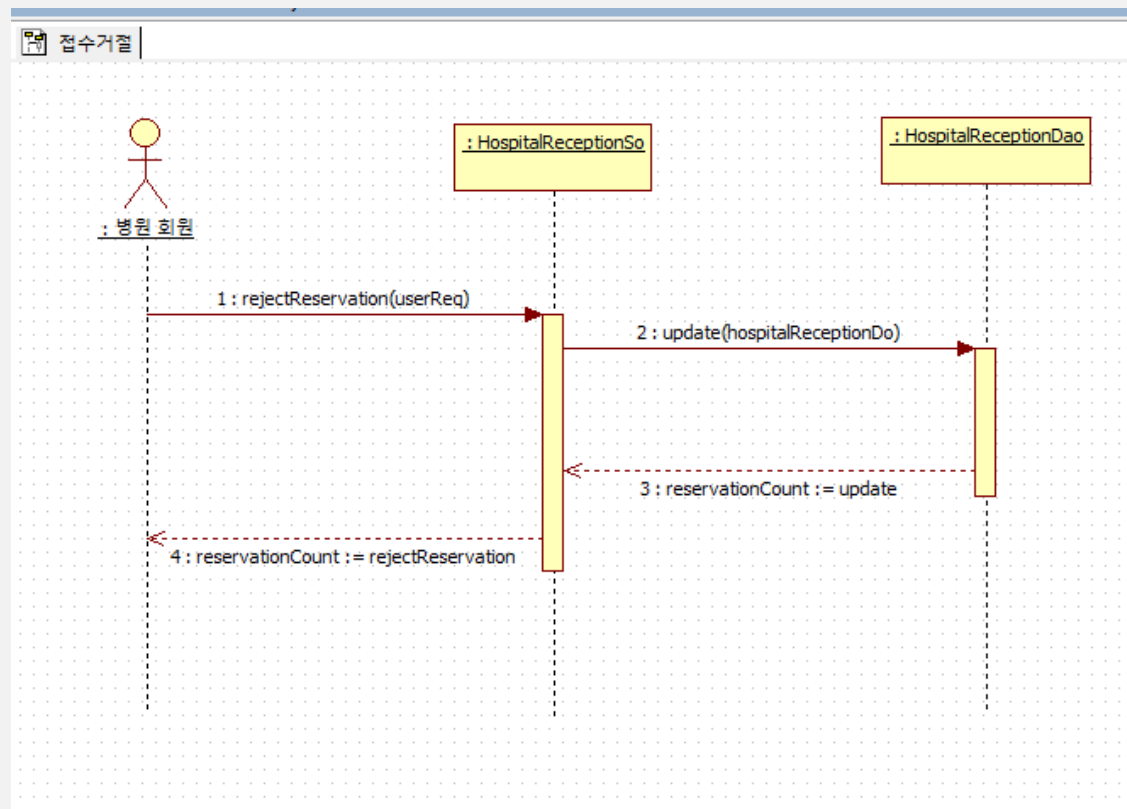 접수거절
: HospitalReceptionSo
: HospitalReceptionDao
: 병원 회원
1 : rejectReservation(userReq)
2 : update(hospitalReceptionDo)
3 : reservationCount := update
4 : reservationCount := rejectReservation